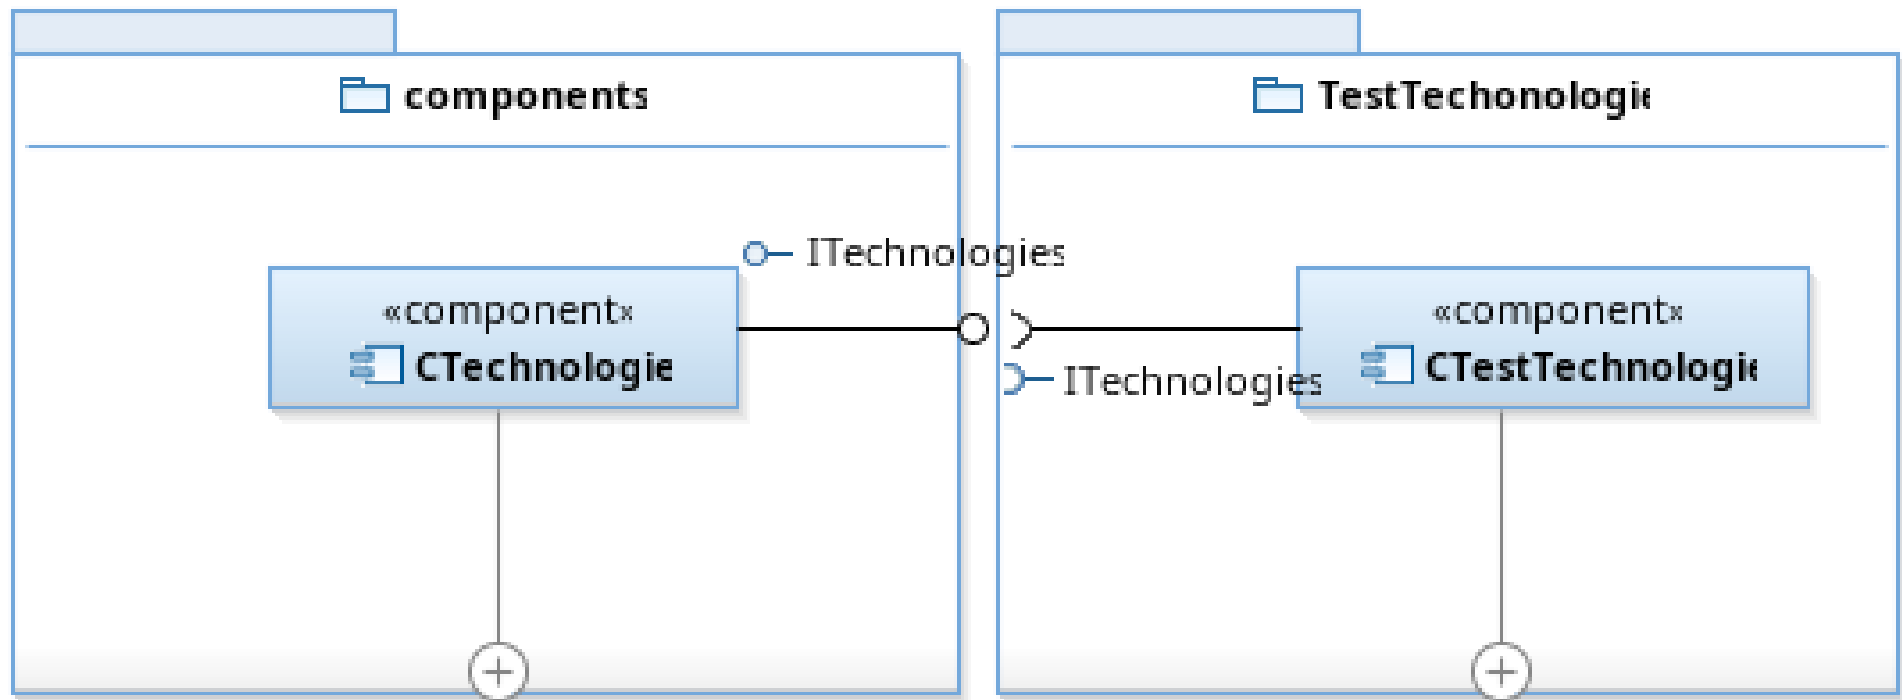 components
TestTechonologie
ITechnologies
«component»
CTechnologie
«component»
CTestTechnologie
ITechnologies